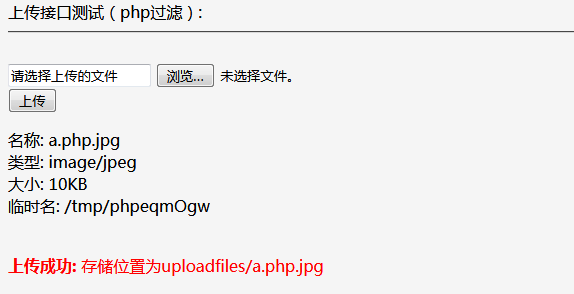 上传接口测试（php过滤）:
请选择上传的文件 浏览... 未选择文件。
上传
名称: a.php.jpg
类型: image/jpeg
大小: 10KB
临时名: /tmp/phpeqmOgw
上传成功: 存储位置为uploadfiles/a.php.jpg